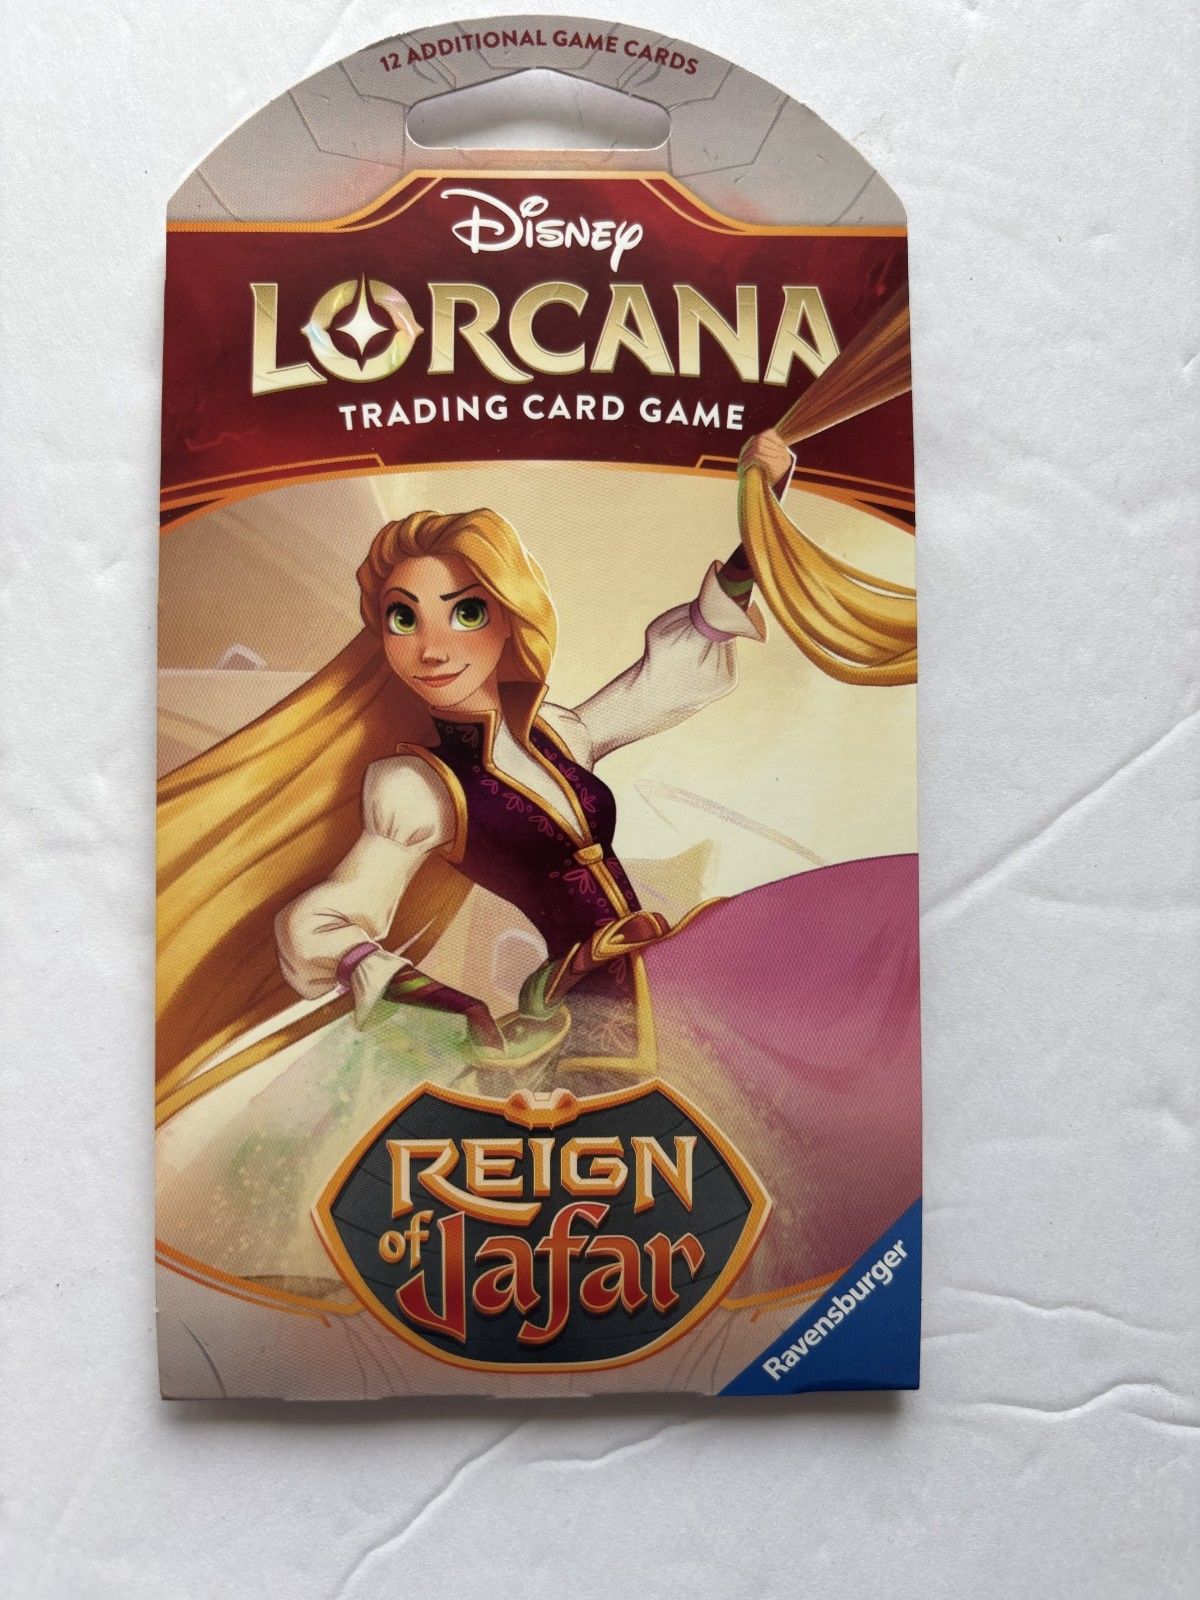 12 ADDITIONAL GAME CARDS
Disney
LORCANA
TRADING CARD GAME
REIGN
of Jafar
Ravensburger